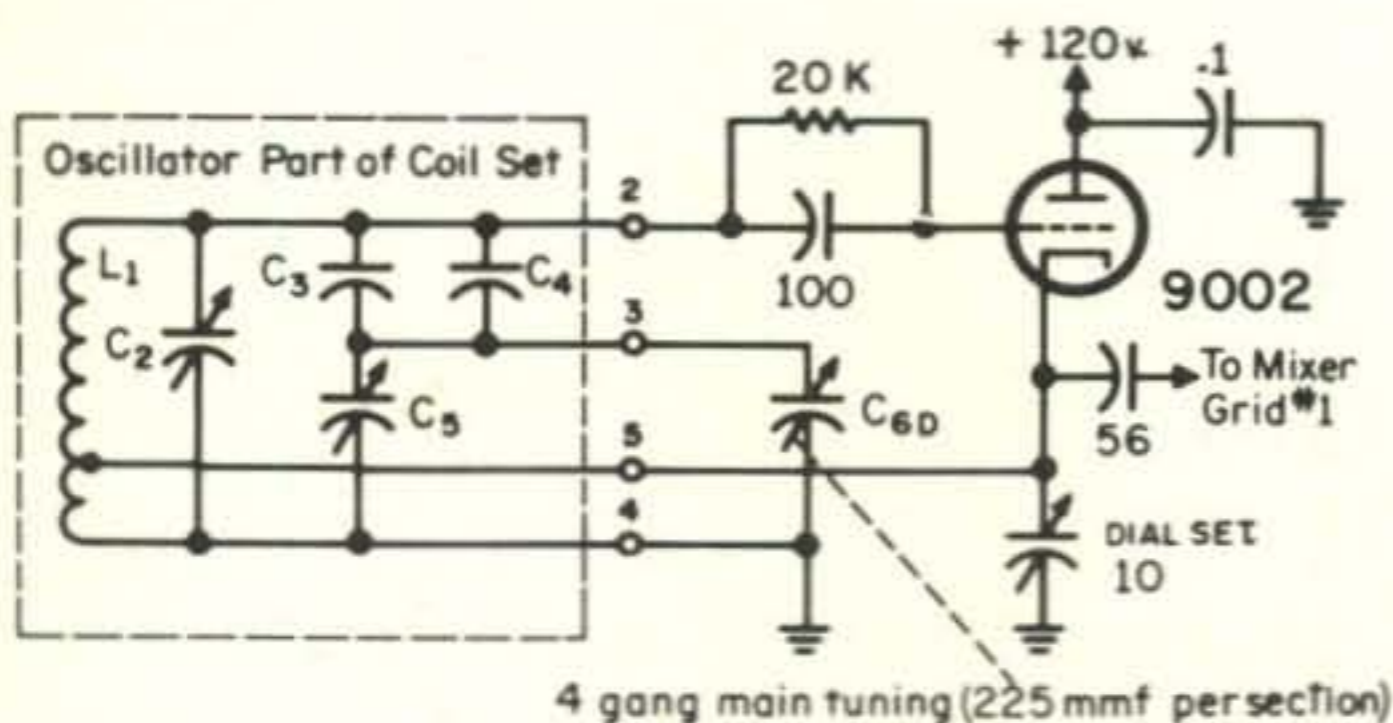 + 120v
.1
20 K
Oscillator Part of Coil Set
2
L1
C3
C4
100
9002
3
C2
C5
C6D
To Mixer
Grid #1
56
5
4
DIAL SET
10
4 gang main tuning (225 mmf per section)